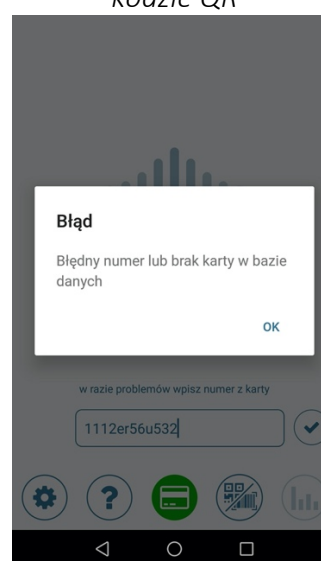 kodzie QR
Błąd
Błędny numer lub brak karty w bazie
danych
OK
w razie problemów wpisz numer z karty
1112er56u532
?